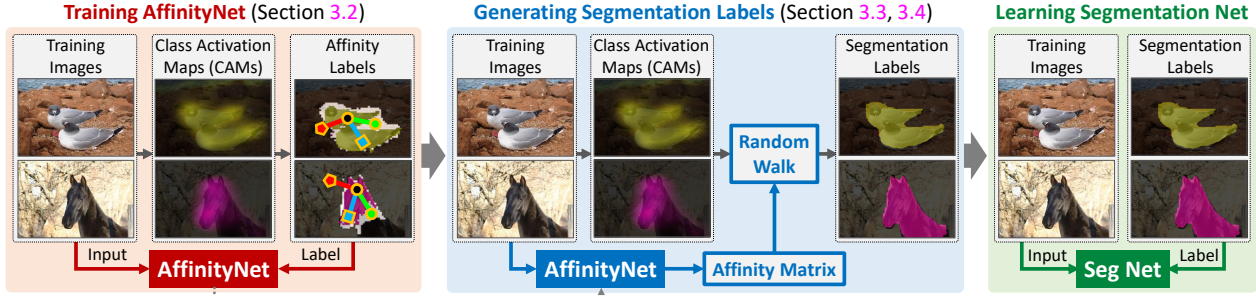 Training AffinityNet (Section 3.2)
Training Images
Class Activation Maps (CAMs)
Affinity Labels
Input
Label
AffinityNet
Generating Segmentation Labels (Section 3.3, 3.4)
Training Images
Class Activation Maps (CAMs)
Segmentation Labels
Random Walk
AffinityNet
Affinity Matrix
Learning Segmentation Net
Training Images
Segmentation Labels
Input
Label
Seg Net